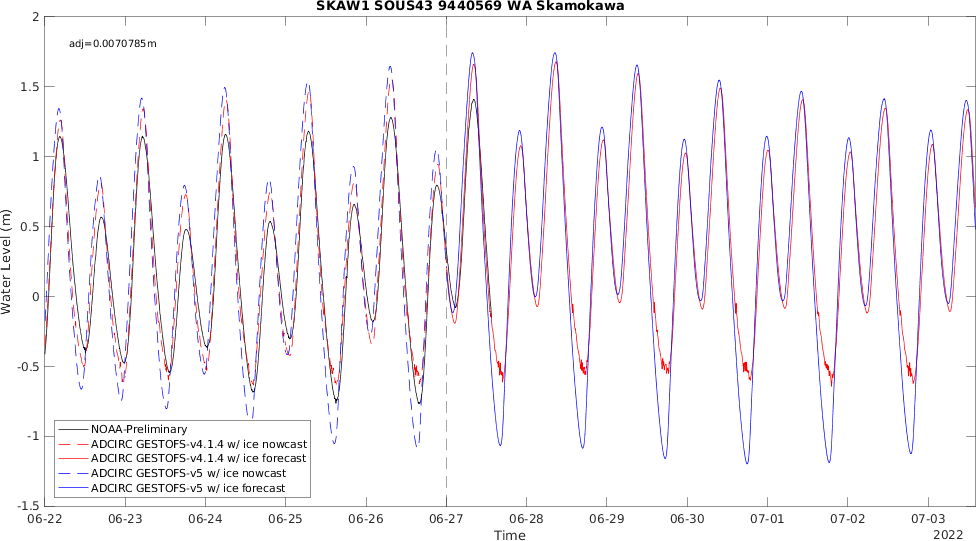 SKAW1 SOUS43 9440569 WA Skamokawa
adj=0.0070785m
2
1.5
1
0.5
0
-0.5
-1
-1.5
Water Level (m)
NOAA-Preliminary
ADCIRC GESTOFS-v4.1.4 w/ ice nowcast
ADCIRC GESTOFS-v4.1.4 w/ ice forecast
ADCIRC GESTOFS-v5 w/ ice nowcast
ADCIRC GESTOFS-v5 w/ ice forecast
06-22 06-23 06-24 06-25 06-26 06-27 06-28 06-29 06-30 07-01 07-02 07-03
Time
2022